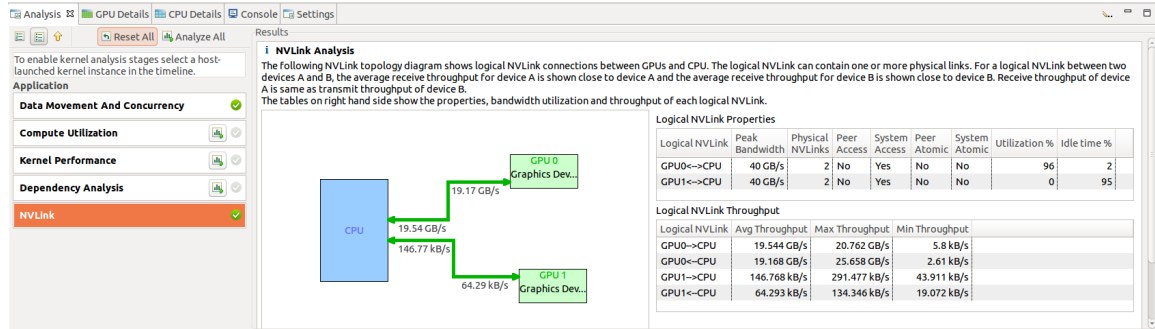 Analysis GPU Details CPU Details Console Settings
Reset All Analyze All
Results
To enable kernel analysis stages select a host-
launched kernel instance in the timeline.
Application
Data Movement And Concurrency
Compute Utilization
Kernel Performance
Dependency Analysis
NVLink
i NVLink Analysis
The following NVLink topology diagram shows logical NVLink connections between GPUs and CPU. The logical NVLink can contain one or more physical links. For a logical NVLink between two
devices A and B, the average receive throughput for device A is shown close to device A and the average receive throughput for device B is shown close to device B. Receive throughput of device
A is same as transmit throughput of device B.
The tables on right hand side show the properties, bandwidth utilization and throughput of each logical NVLink.
CPU
GPU 0
Graphics Dev...
19.17 GB/s
19.54 GB/s
146.77 kB/s
64.29 kB/s
GPU 1
Graphics Dev...
Logical NVLink Properties
Logical NVLink Peak Bandwidth Physical NVLinks Peer Access System Access Peer Atomic System Atomic Utilization % Idle time %
GPU0<-->CPU 40 GB/s 2 No Yes No No 96 2
GPU1<-->CPU 40 GB/s 2 No Yes No No 0 95
Logical NVLink Throughput
Logical NVLink Avg Throughput Max Throughput Min Throughput
GPU0-->CPU 19.544 GB/s 20.762 GB/s 5.8 kB/s
GPU0<--CPU 19.168 GB/s 25.658 GB/s 2.61 kB/s
GPU1-->CPU 146.768 kB/s 291.477 kB/s 43.911 kB/s
GPU1<--CPU 64.293 kB/s 134.346 kB/s 19.072 kB/s